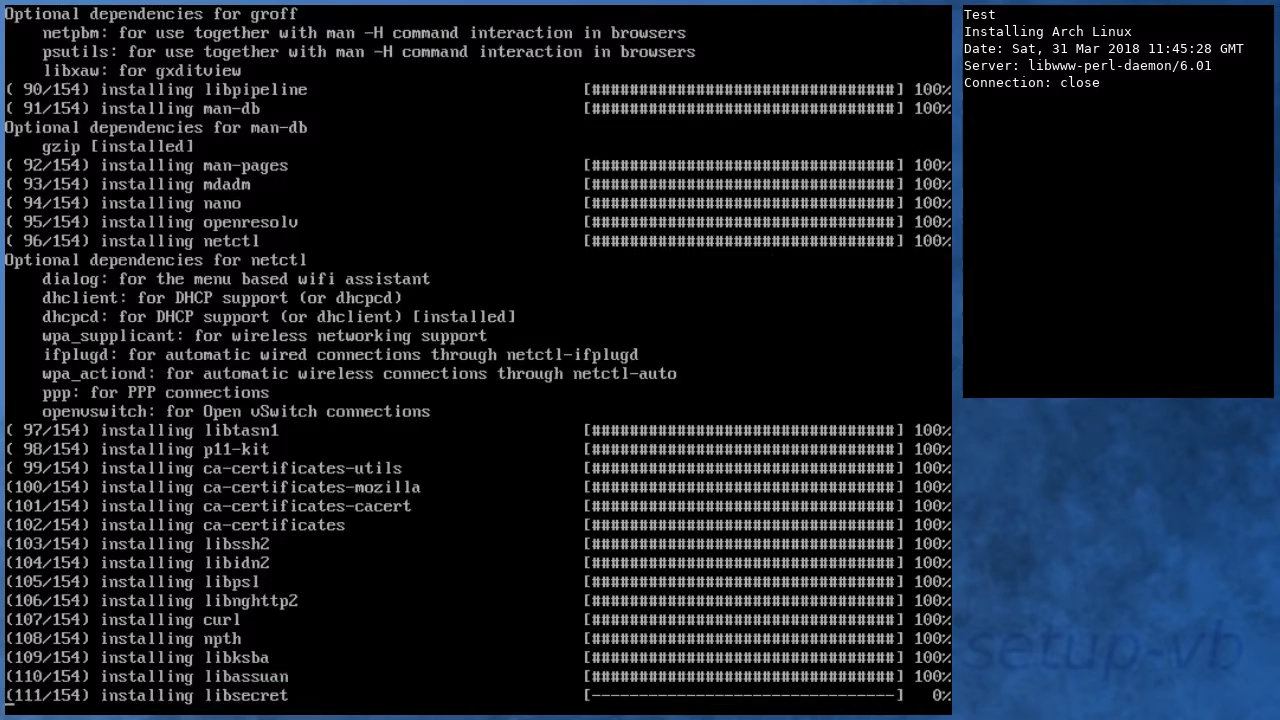 Optional dependencies for groff
netpbm: for use together with man -H command interaction in browsers
psutils: for use together with man -H command interaction in browsers
libxaw: for gxditview
( 90/154) installing libpipeline [################################] 100%
( 91/154) installing man-db [################################] 100%
Optional dependencies for man-db
gzip [installed]
( 92/154) installing man-pages [################################] 100%
( 93/154) installing mdadm [################################] 100%
( 94/154) installing nano [################################] 100%
( 95/154) installing openresolv [################################] 100%
( 96/154) installing netctl [################################] 100%
Optional dependencies for netctl
dialog: for the menu based wifi assistant
dhclient: for DHCP support (or dhcpcd)
dhcpcd: for DHCP support (or dhclient) [installed]
wpa_supplicant: for wireless networking support
ifplugd: for automatic wired connections through netctl-ifplugd
wpa_actiond: for automatic wireless connections through netctl-auto
ppp: for PPP connections
openvswitch: for Open vSwitch connections
( 97/154) installing libtasn1 [################################] 100%
( 98/154) installing p11-kit [################################] 100%
( 99/154) installing ca-certificates-utils [################################] 100%
(100/154) installing ca-certificates-mozilla [################################] 100%
(101/154) installing ca-certificates-cacert [################################] 100%
(102/154) installing ca-certificates [################################] 100%
(103/154) installing libssh2 [################################] 100%
(104/154) installing libidn2 [################################] 100%
(105/154) installing libpsl [################################] 100%
(106/154) installing libnghttp2 [################################] 100%
(107/154) installing curl [################################] 100%
(108/154) installing npth [################################] 100%
(109/154) installing libksba [################################] 100%
(110/154) installing libassuan [################################] 100%
(111/154) installing libsecret [--------------------------------] 0%
Test
Installing Arch Linux
Date: Sat, 31 Mar 2018 11:45:28 GMT
Server: libwww-perl-daemon/6.01
Connection: close
setup-vb